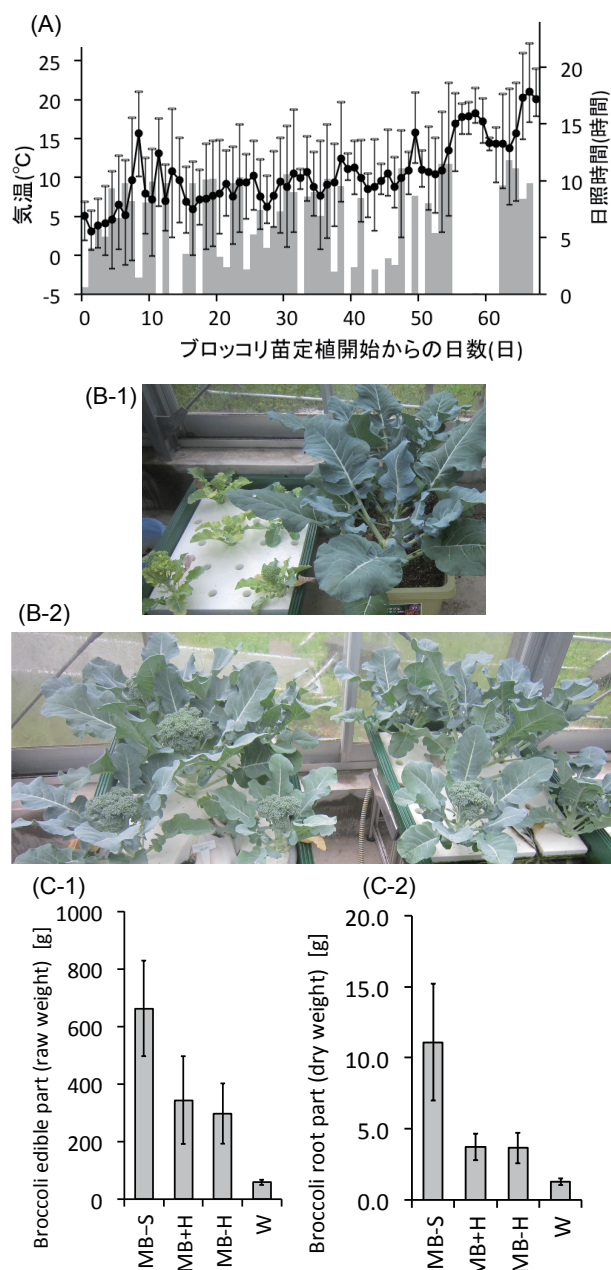 (A)
25
20
15
10
5
0
-5
気温(℃)
20
15
10
5
0
日照時間(時間)
0 10 20 30 40 50 60
ブロッコリ苗定植開始からの日数(日)
(B-1)
(B-2)
(C-1)
1000
800
600
400
200
0
Broccoli edible part (raw weight) [g]
MB−S MB+H MB-H W
(C-2)
20.0
15.0
10.0
5.0
0.0
Broccoli root part (dry weight) [g]
MB-S MB+H MB-H W